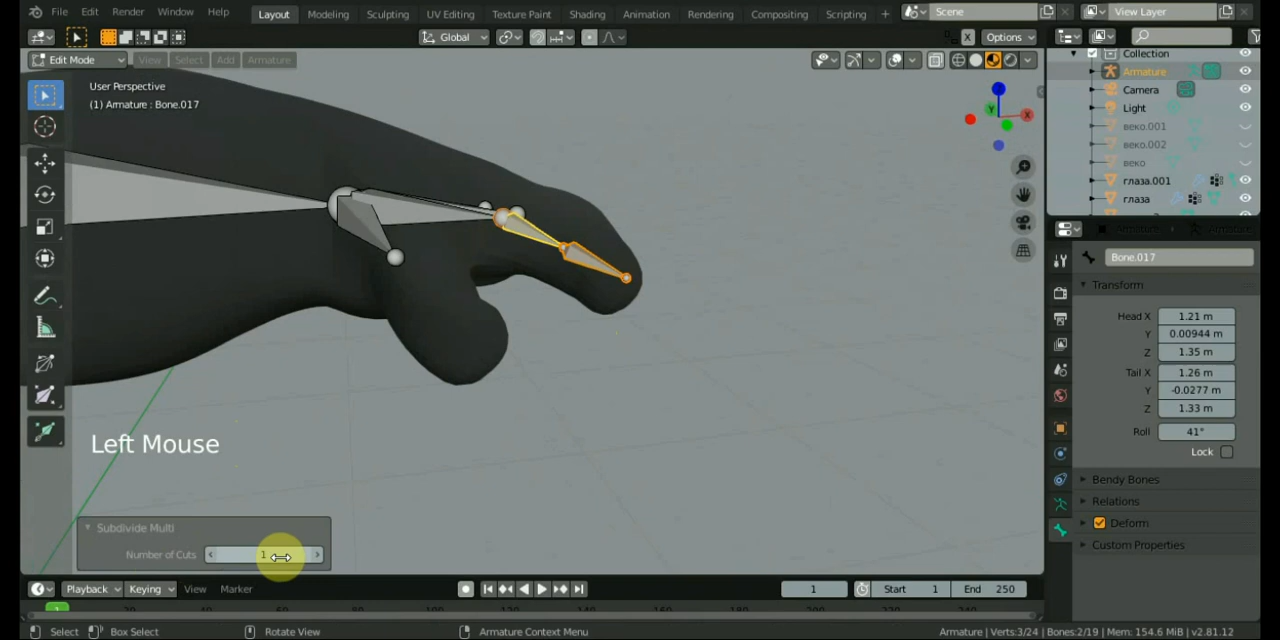 File Edit Render Window Help Layout Modeling Sculpting UV Editing Texture Paint Shading Animation Rendering Compositing Scripting + Scene View Layer
Global X Options
Edit Mode View Select Add Armature
User Perspective
(1) Armature : Bone.017
Z
Y
X
Collection
Armature
Camera
Light
веко.001
веко.002
веко
глаза.001
глаза
Bone.017
Transform
Head X 1.21 m
Y 0.00944 m
Z 1.35 m
Tail X 1.26 m
Y -0.0277 m
Z 1.33 m
Roll 41°
Lock
Bendy Bones
Relations
Deform
Custom Properties
Left Mouse
Subdivide Multi
Number of Cuts 1
Playback Keying View Marker 1 Start 1 End 250
Select Box Select Rotate View Armature Context Menu Armature | Verts:3/24 | Bones:2/19 | Mem: 154.6 MiB | v2.81.12